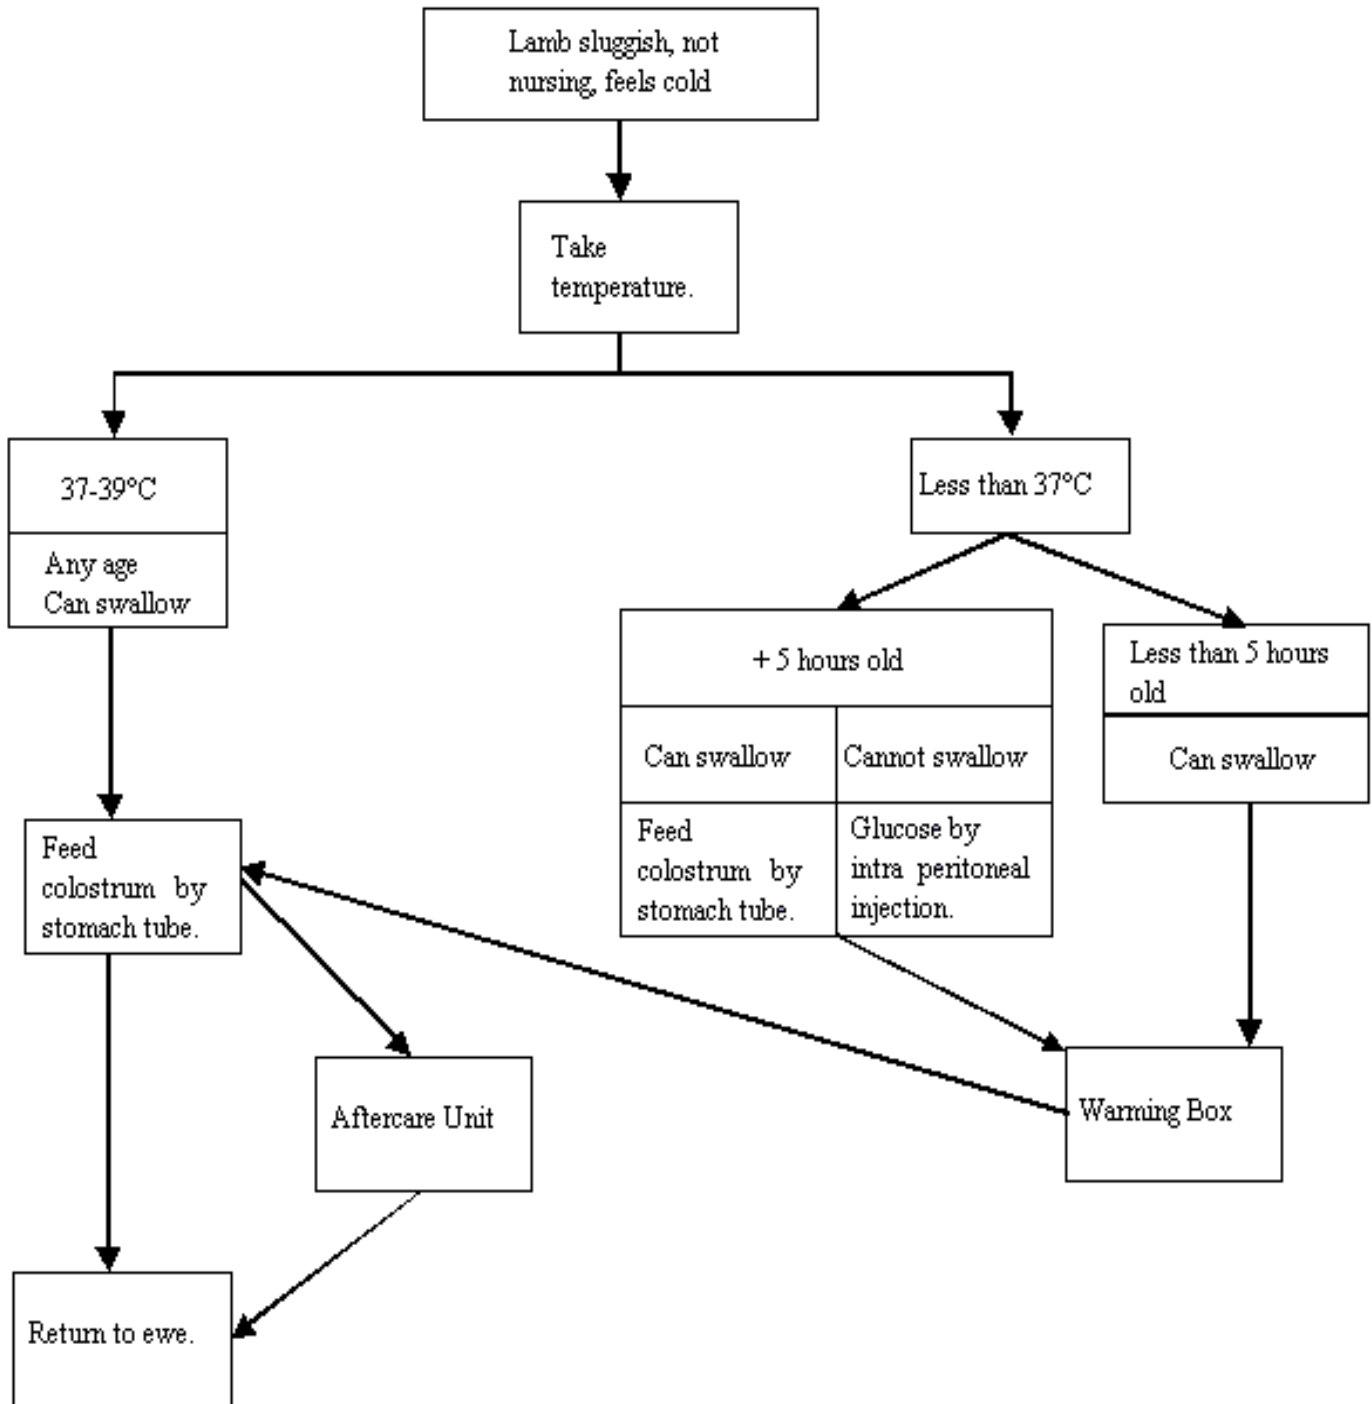 Lamb sluggish, not
nursing, feels cold
Take
temperature.
37-39°C
Any age
Can swallow
Less than 37°C
+ 5 hours old
Can swallow
Cannot swallow
Feed
colostrum by
stomach tube.
Glucose by
intra peritoneal
injection.
Less than 5 hours
old
Can swallow
Feed
colostrum by
stomach tube.
Aftercare Unit
Warming Box
Return to ewe.